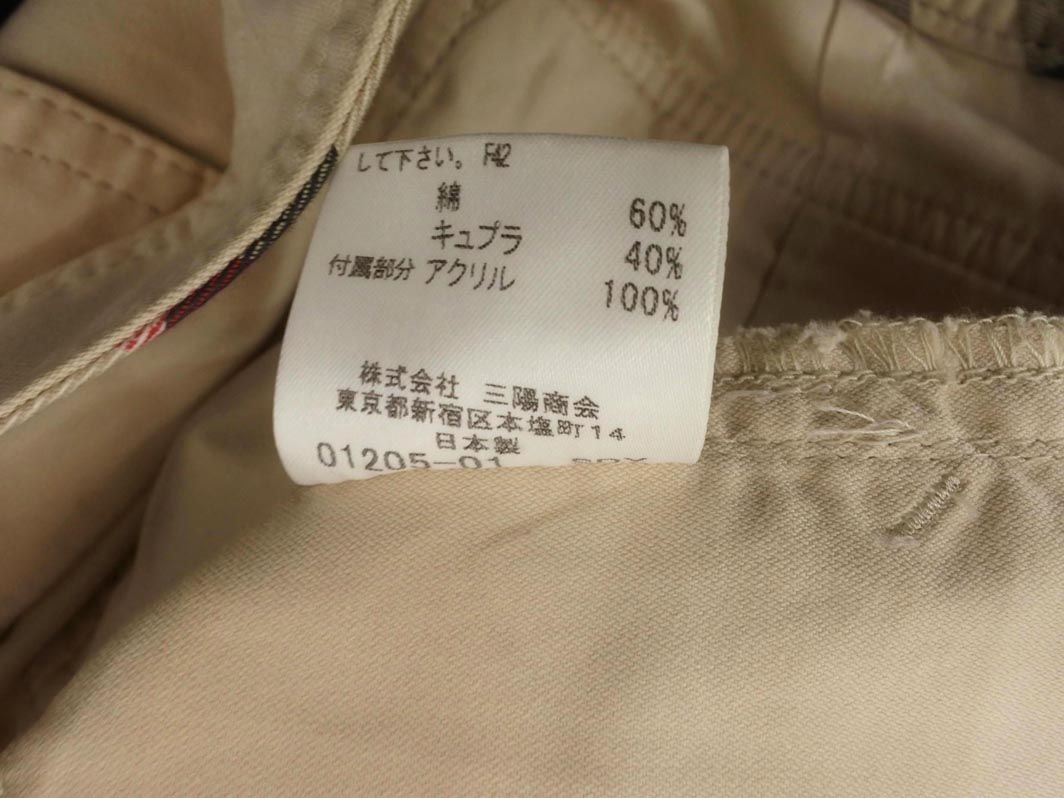 して下さい。 F42
綿 60%
キュプラ 40%
付属部分 アクリル 100%
株式会社 三陽商会
東京都新宿区本塩町14
日本製
01205-01